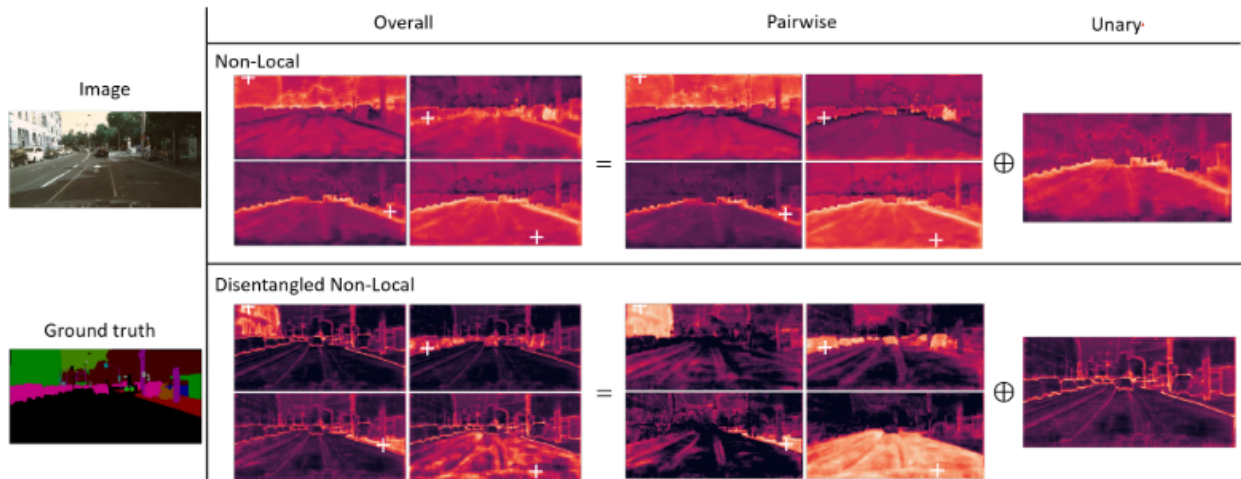 Overall
Pairwise
Unary
Non-Local
Image
=
⊕
Disentangled Non-Local
Ground truth
=
⊕